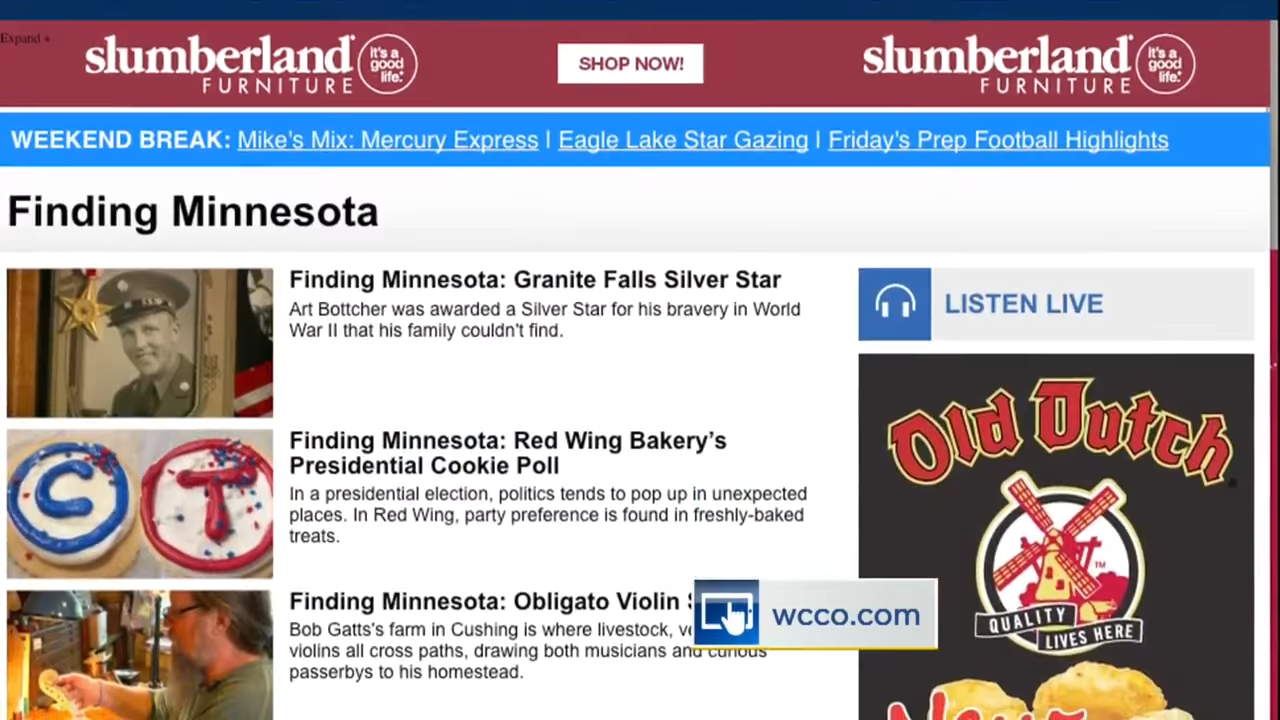 Expand +
slumberland
FURNITURE
it's a
good
life.
SHOP NOW!
slumberland
FURNITURE
it's a
good
life.
WEEKEND BREAK: Mike's Mix: Mercury Express | Eagle Lake Star Gazing | Friday's Prep Football Highlights
Finding Minnesota
Finding Minnesota: Granite Falls Silver Star
Art Bottcher was awarded a Silver Star for his bravery in World
War II that his family couldn't find.
LISTEN LIVE
C T
Finding Minnesota: Red Wing Bakery's
Presidential Cookie Poll
In a presidential election, politics tends to pop up in unexpected
places. In Red Wing, party preference is found in freshly-baked
treats.
Finding Minnesota: Obligato Violin
Bob Gatts's farm in Cushing is where livestock,
violins all cross paths, drawing both musicians and curious
passerbys to his homestead.
wcco.com
Old Dutch
TM
QUALITY
LIVES HERE